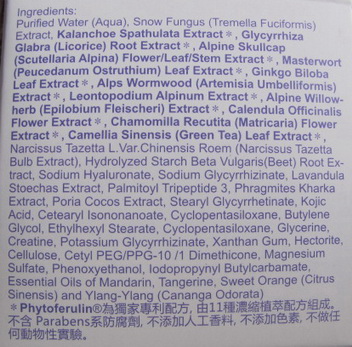 Ingredients:
Purified Water (Aqua), Snow Fungus (Tremella Fuciformis)
Extract, Kalanchoe Spathulata Extract*, Glycyrrhiza
Glabra (Licorice) Root Extract*, Alpine Skullcap
(Scutellaria Alpina) Flower/Leaf/Stem Extract*, Masterwort
(Peucedanum Ostruthium) Leaf Extract*, Ginkgo Biloba
Leaf Extract*, Alps Wormwood (Artemisia Umbelliformis)
Extract*, Leontopodium Alpinum Extract*, Alpine Willow-
herb (Epilobium Fleischeri) Extract*, Calendula Officinalis
Flower Extract*, Chamomilla Recutita (Matricaria) Flower
Extract*, Camellia Sinensis (Green Tea) Leaf Extract*,
Narcissus Tazetta L.Var.Chinensis Roem (Narcissus Tazetta
Bulb Extract), Hydrolyzed Starch Beta Vulgaris(Beet) Root Ex-
tract, Sodium Hyaluronate, Sodium Glycyrrhizinate, Lavandula
Stoechas Extract, Palmitoyl Tripeptide 3, Phragmites Kharka
Extract, Poria Cocos Extract, Stearyl Glycyrrhetinate, Kojic
Acid, Cetearyl Isononanoate, Cyclopentasiloxane, Butylene
Glycol, Ethylhexyl Stearate, Cyclopentasiloxane, Glycerine,
Creatine, Potassium Glycyrrhizinate, Xanthan Gum, Hectorite,
Cellulose, Cetyl PEG/PPG-10 /1 Dimethicone, Magnesium
Sulfate, Phenoxyethanol, Iodopropynyl Butylcarbamate,
Essential Oils of Mandarin, Tangerine, Sweet Orange (Citrus
Sinensis) and Ylang-Ylang (Cananga Odorata)
*Phytoferulin®為獨家專利配方, 由11種濃縮植萃配方組成。
不含 Parabens系防腐劑, 不添加人工香料, 不添加色素, 不做任
何動物性實驗。